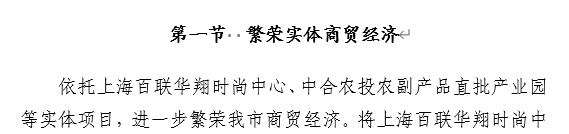 第一节  繁荣实体商贸经济
依托上海百联华翔时尚中心、中合农投农副产品直批产业园
等实体项目，进一步繁荣我市商贸经济。将上海百联华翔时尚中